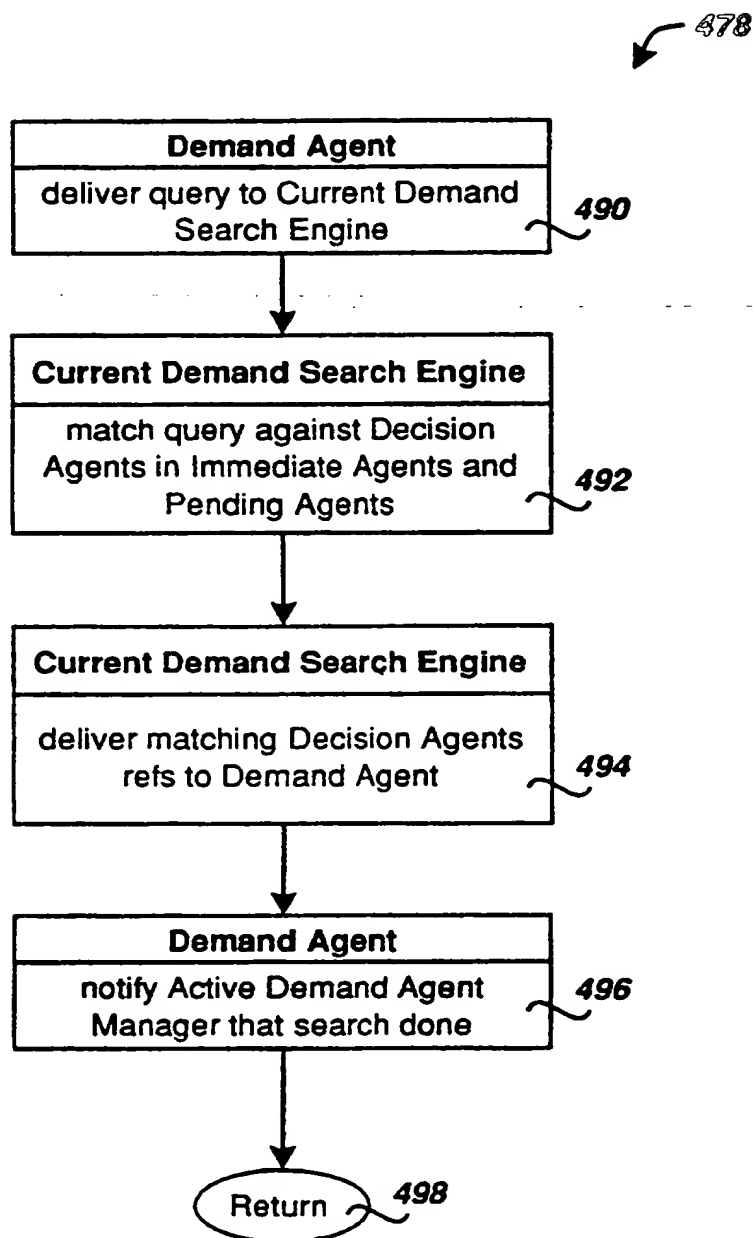 478
Demand Agent
deliver query to Current Demand
Search Engine
490
Current Demand Search Engine
match query against Decision
Agents in Immediate Agents and
Pending Agents
492
Current Demand Search Engine
deliver matching Decision Agents
refs to Demand Agent
494
Demand Agent
notify Active Demand Agent
Manager that search done
496
Return
498